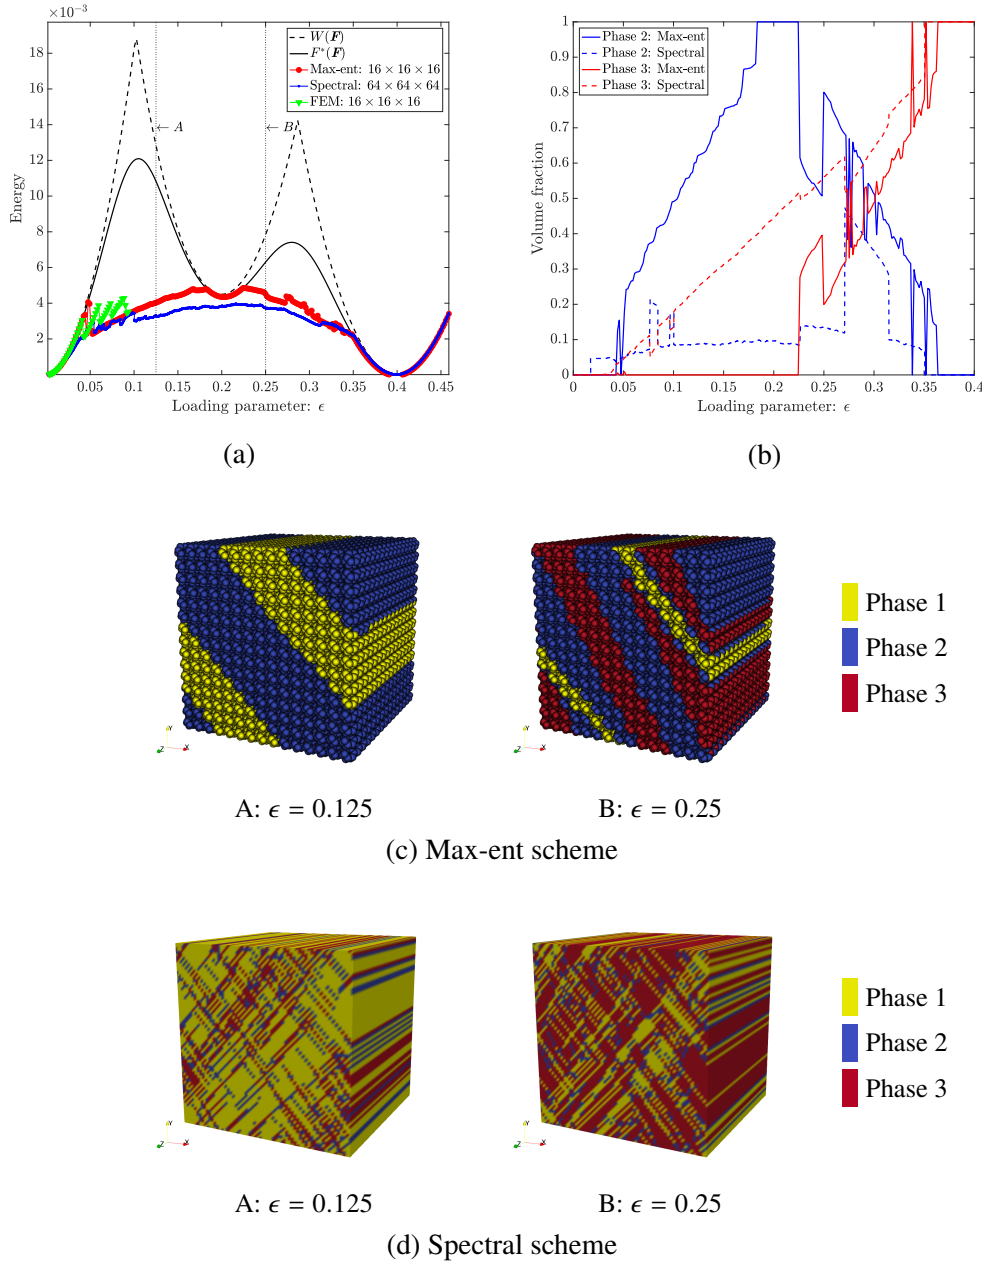 ×10⁻³
18
16
14
12
10
8
6
4
2
Energy
0.05 0.1 0.15 0.2 0.25 0.3 0.35 0.4 0.45
Loading parameter: ϵ
W(F)
F*(F)
Max-ent: 16 × 16 × 16
Spectral: 64 × 64 × 64
FEM: 16 × 16 × 16
← A
B ←
(a)
1
0.9
0.8
0.7
0.6
0.5
0.4
0.3
0.2
0.1
0
Volume fraction
0 0.05 0.1 0.15 0.2 0.25 0.3 0.35 0.4
Loading parameter: ϵ
Phase 2: Max-ent
Phase 2: Spectral
Phase 3: Max-ent
Phase 3: Spectral
(b)
Y
Z X
Y
Z X
Phase 1
Phase 2
Phase 3
A: ϵ = 0.125 B: ϵ = 0.25
(c) Max-ent scheme
Y
Z X
Y
Z X
Phase 1
Phase 2
Phase 3
A: ϵ = 0.125 B: ϵ = 0.25
(d) Spectral scheme